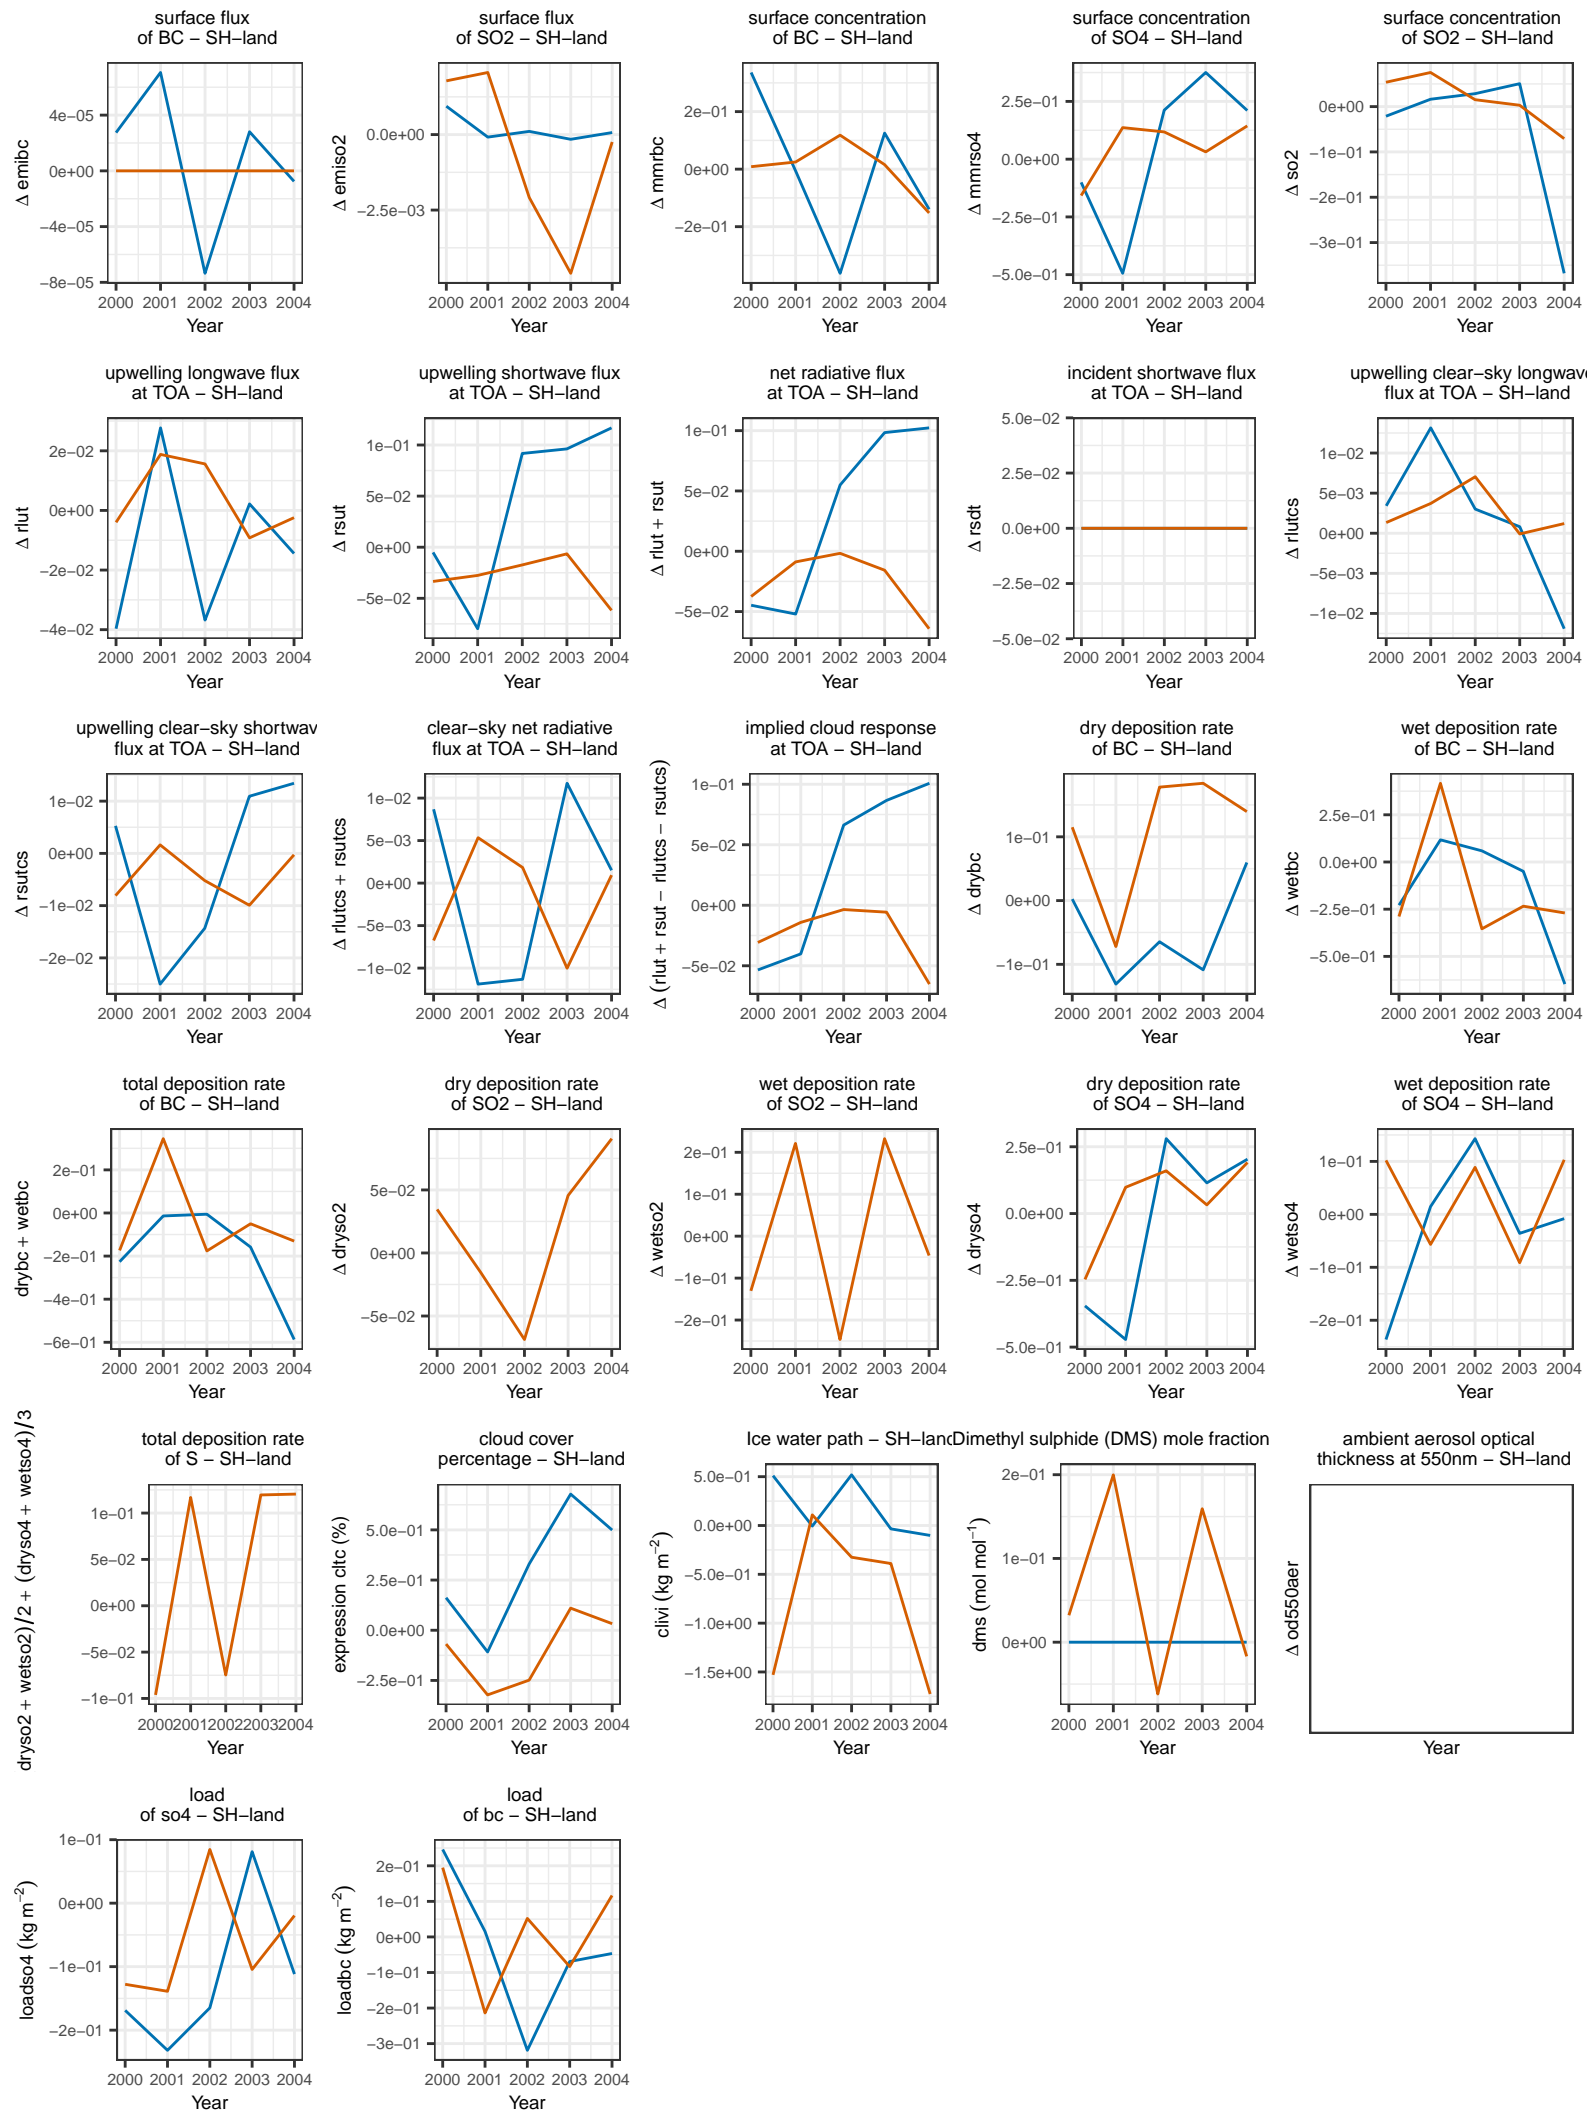 surface flux
of BC − SH−land
Δ emibc
4e−05
0e+00
−4e−05
−8e−05
2000 2001 2002 2003 2004
Year
surface flux
of SO2 − SH−land
Δ emiso2
0.0e+00
−2.5e−03
2000 2001 2002 2003 2004
Year
surface concentration
of BC − SH−land
Δ mmrbc
2e−01
0e+00
−2e−01
2000 2001 2002 2003 2004
Year
surface concentration
of SO4 − SH−land
Δ mmrso4
2.5e−01
0.0e+00
−2.5e−01
−5.0e−01
2000 2001 2002 2003 2004
Year
surface concentration
of SO2 − SH−land
Δ so2
0e+00
−1e−01
−2e−01
−3e−01
2000 2001 2002 2003 2004
Year
upwelling longwave flux
at TOA − SH−land
Δ rlut
2e−02
0e+00
−2e−02
−4e−02
2000 2001 2002 2003 2004
Year
upwelling shortwave flux
at TOA − SH−land
Δ rsut
1e−01
5e−02
0e+00
−5e−02
2000 2001 2002 2003 2004
Year
net radiative flux
at TOA − SH−land
Δ rlut + rsut
1e−01
5e−02
0e+00
−5e−02
2000 2001 2002 2003 2004
Year
incident shortwave flux
at TOA − SH−land
Δ rsdt
5.0e−02
2.5e−02
0.0e+00
−2.5e−02
−5.0e−02
2000 2001 2002 2003 2004
Year
upwelling clear−sky longwave
flux at TOA − SH−land
Δ rlutcs
1e−02
5e−03
0e+00
−5e−03
−1e−02
2000 2001 2002 2003 2004
Year
upwelling clear−sky shortwav
flux at TOA − SH−land
Δ rsutcs
1e−02
0e+00
−1e−02
−2e−02
2000 2001 2002 2003 2004
Year
clear−sky net radiative
flux at TOA − SH−land
Δ rlutcs + rsutcs
1e−02
5e−03
0e+00
−5e−03
−1e−02
2000 2001 2002 2003 2004
Year
implied cloud response
at TOA − SH−land
Δ (rlut + rsut − rlutcs − rsutcs)
1e−01
5e−02
0e+00
−5e−02
2000 2001 2002 2003 2004
Year
dry deposition rate
of BC − SH−land
Δ drybc
1e−01
0e+00
−1e−01
2000 2001 2002 2003 2004
Year
wet deposition rate
of BC − SH−land
Δ wetbc
2.5e−01
0.0e+00
−2.5e−01
−5.0e−01
2000 2001 2002 2003 2004
Year
total deposition rate
of BC − SH−land
drybc + wetbc
2e−01
0e+00
−2e−01
−4e−01
−6e−01
2000 2001 2002 2003 2004
Year
dry deposition rate
of SO2 − SH−land
Δ dryso2
5e−02
0e+00
−5e−02
2000 2001 2002 2003 2004
Year
wet deposition rate
of SO2 − SH−land
Δ wetso2
2e−01
1e−01
0e+00
−1e−01
−2e−01
2000 2001 2002 2003 2004
Year
dry deposition rate
of SO4 − SH−land
Δ dryso4
2.5e−01
0.0e+00
−2.5e−01
−5.0e−01
2000 2001 2002 2003 2004
Year
wet deposition rate
of SO4 − SH−land
Δ wetso4
1e−01
0e+00
−1e−01
−2e−01
2000 2001 2002 2003 2004
Year
total deposition rate
of S − SH−land
dryso2 + wetso2)/2 + (dryso4 + wetso4)/3
1e−01
5e−02
0e+00
−5e−02
−1e−01
2000 2001 2002 2003 2004
Year
cloud cover
percentage − SH−land
expression cltc (%)
5.0e−01
2.5e−01
0.0e+00
−2.5e−01
2000 2001 2002 2003 2004
Year
Ice water path − SH−land
clivi (kg m−2)
5.0e−01
0.0e+00
−5.0e−01
−1.0e+00
−1.5e+00
2000 2001 2002 2003 2004
Year
Dimethyl sulphide (DMS) mole fraction
dms (mol mol−1)
2e−01
1e−01
0e+00
2000 2001 2002 2003 2004
Year
ambient aerosol optical
thickness at 550nm − SH−land
Δ od550aer
Year
load
of so4 − SH−land
loadso4 (kg m−2)
1e−01
0e+00
−1e−01
−2e−01
2000 2001 2002 2003 2004
Year
load
of bc − SH−land
loadbc (kg m−2)
2e−01
1e−01
0e+00
−1e−01
−2e−01
−3e−01
2000 2001 2002 2003 2004
Year